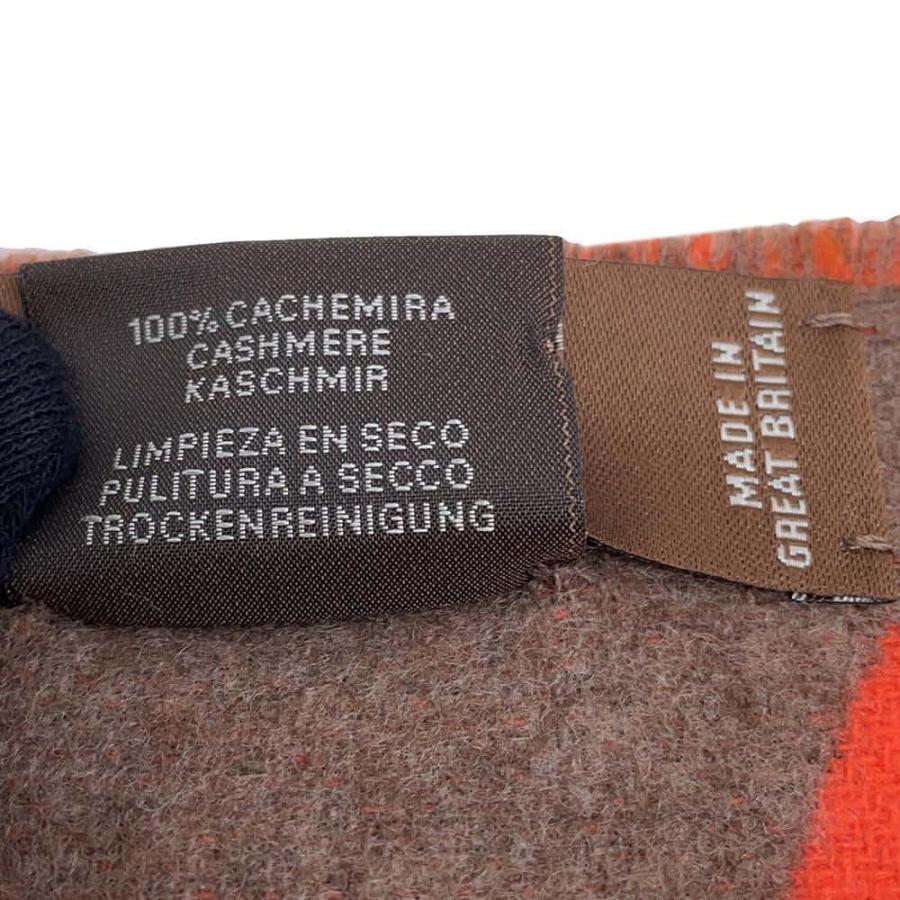 100% CACHEMIRA
CASHMERE
KASCHMIR
LIMPIEZA EN SECO
PULITURA A SECCO
TROCKENREINIGUNG
MADE IN
GREAT BRITAIN